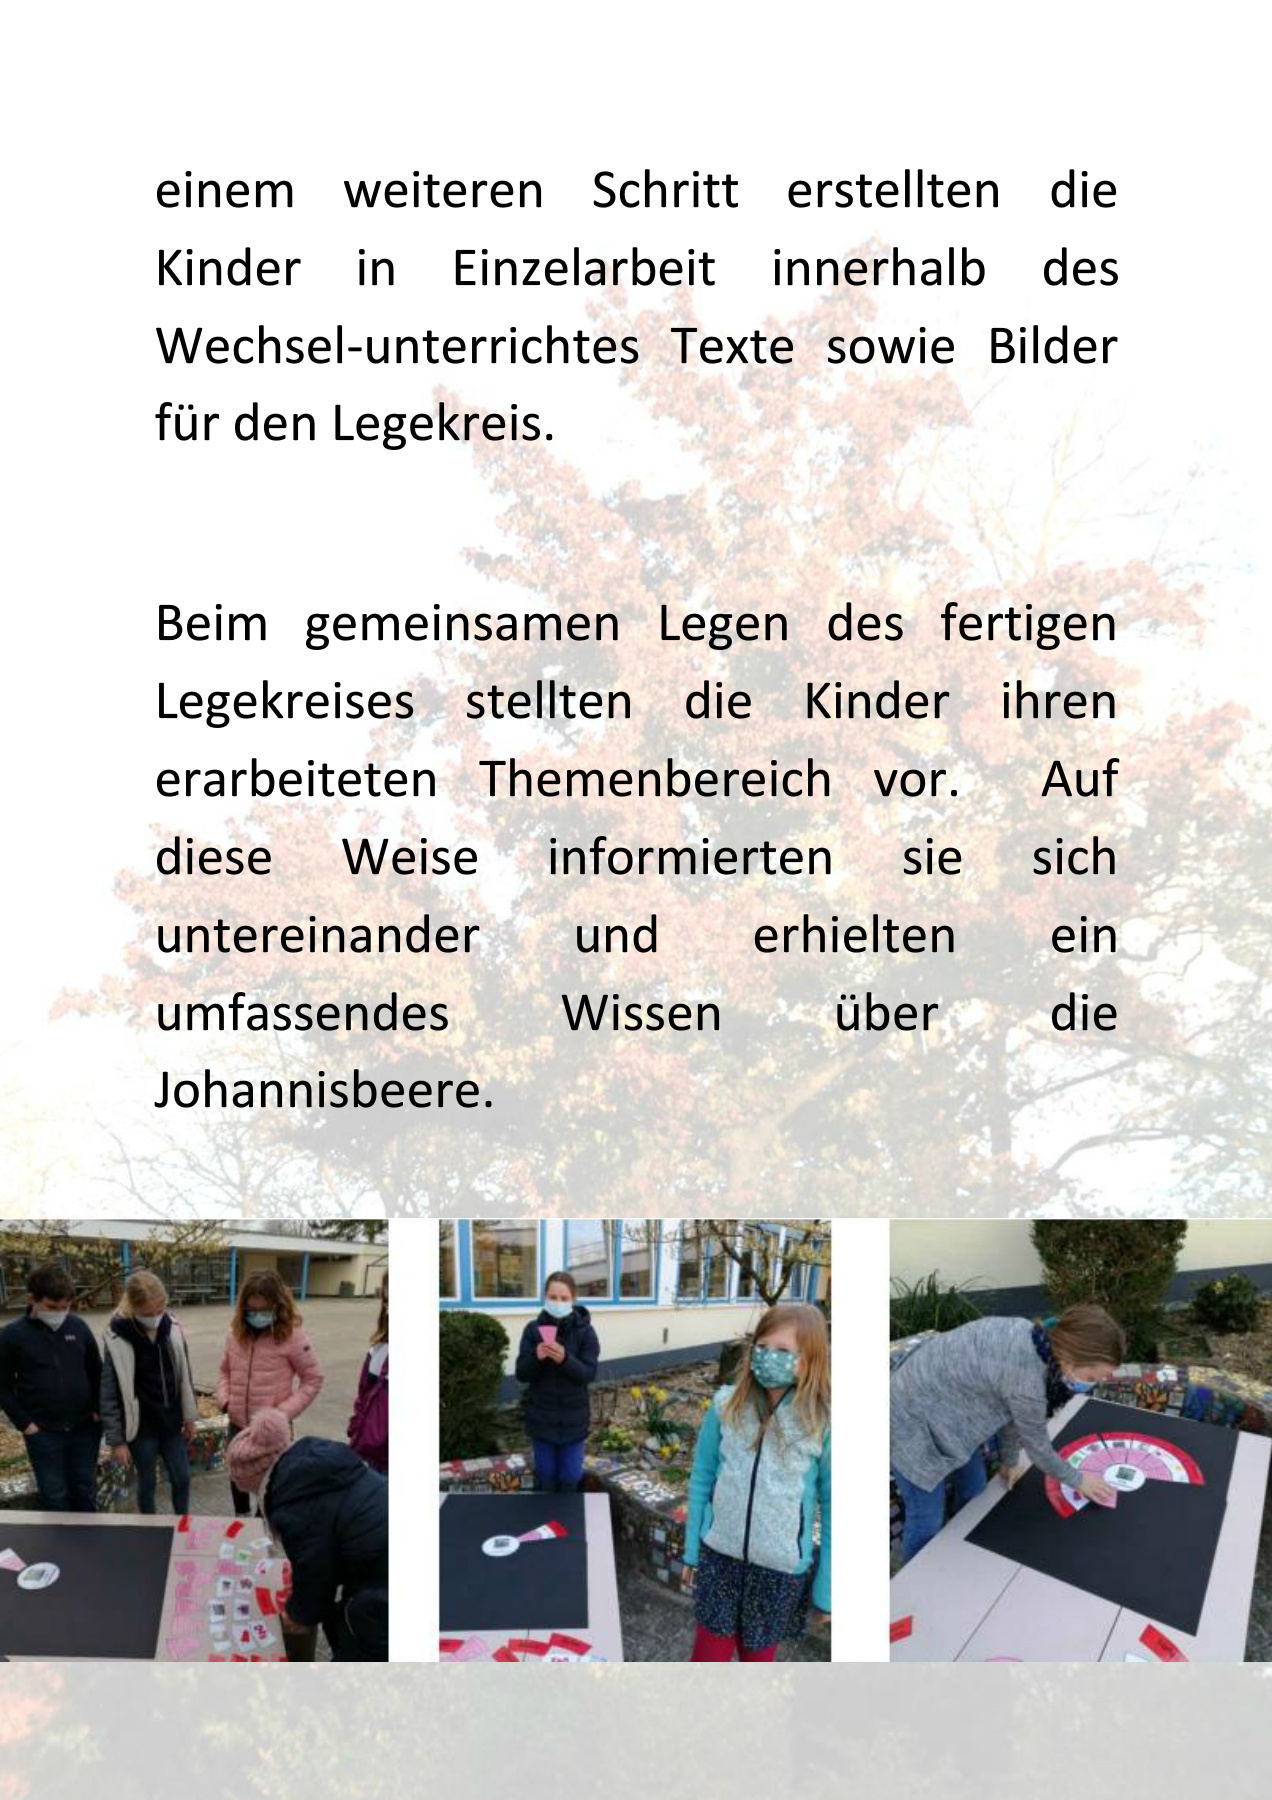 einem weiteren Schritt erstellten die
Kinder in Einzelarbeit innerhalb des
Wechsel-unterrichtes Texte sowie Bilder
für den Legekreis.
Beim gemeinsamen Legen des fertigen
Legekreises stellten die Kinder ihren
erarbeiteten Themenbereich vor. Auf
diese Weise informierten sie sich
untereinander und erhielten ein
umfassendes Wissen über die
Johannisbeere.